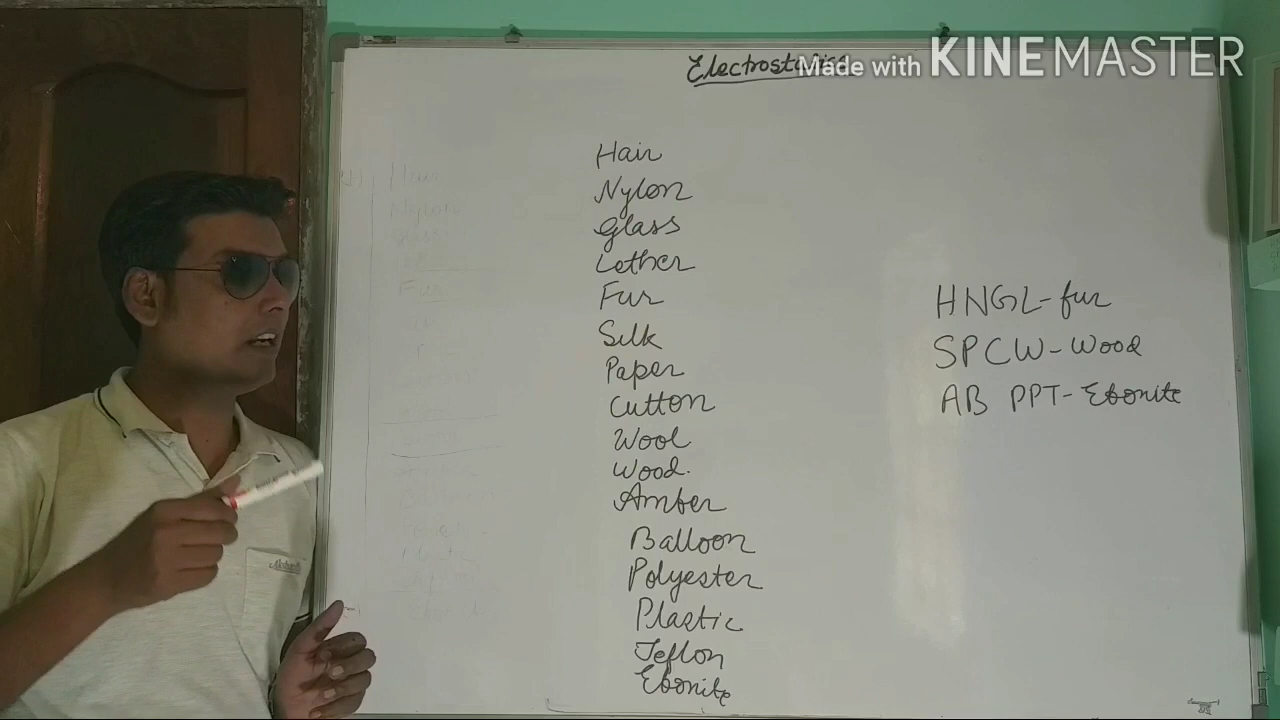 Electrostatics
Made with KINEMASTER
Hair
Nylon
Glass
Lether
Fur
Silk
Paper
Cutton
Wool
Wood.
Amber
Balloon
Polyester
Plastic
Teflon
Ebonite
HNGL-fur
SPCW-Wood
AB PPT-Ebonite